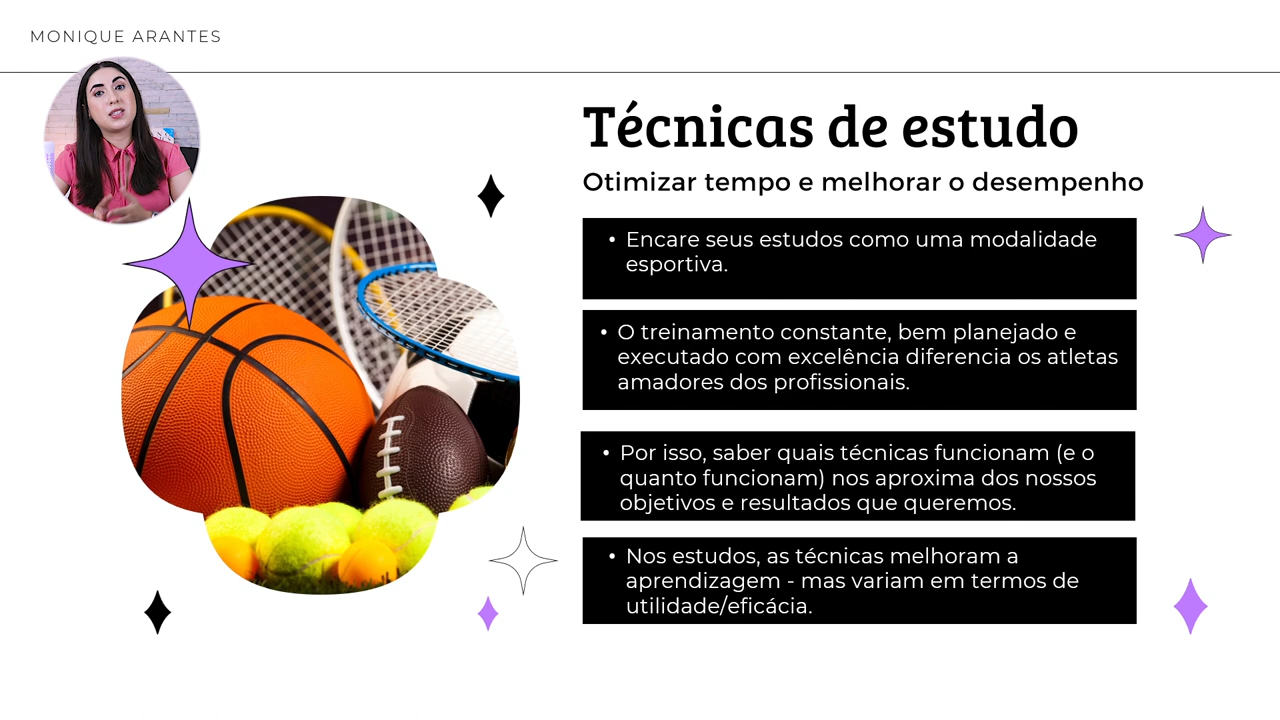 MONIQUE ARANTES
Técnicas de estudo
Otimizar tempo e melhorar o desempenho
• Encare seus estudos como uma modalidade
esportiva.
• O treinamento constante, bem planejado e
executado com excelência diferencia os atletas
amadores dos profissionais.
• Por isso, saber quais técnicas funcionam (e o
quanto funcionam) nos aproxima dos nossos
objetivos e resultados que queremos.
• Nos estudos, as técnicas melhoram a
aprendizagem - mas variam em termos de
utilidade/eficácia.